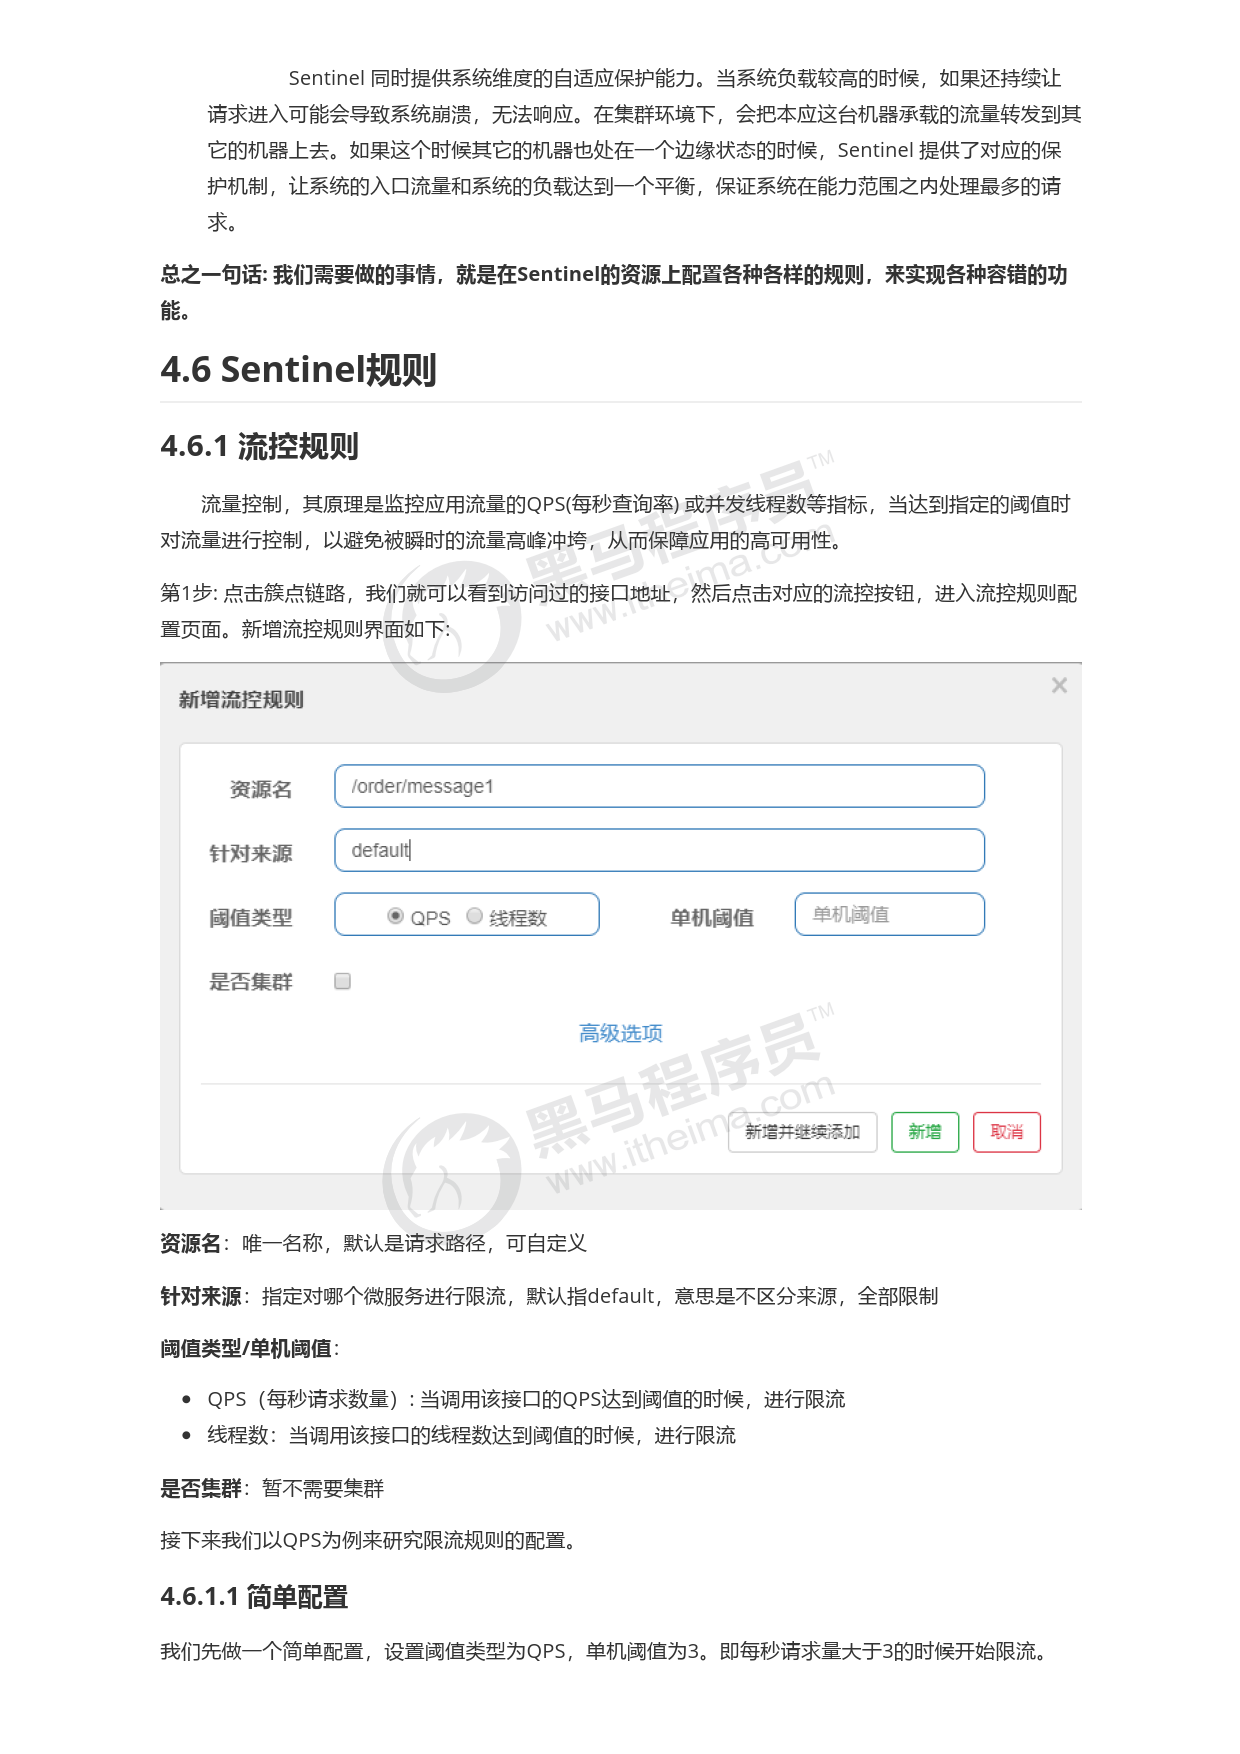 Sentinel 同时提供系统维度的自适应保护能力。当系统负载较高的时候，如果还持续让
请求进入可能会导致系统崩溃，无法响应。在集群环境下，会把本应这台机器承载的流量转发到其
它的机器上去。如果这个时候其它的机器也处在一个边缘状态的时候，Sentinel 提供了对应的保
护机制，让系统的入口流量和系统的负载达到一个平衡，保证系统在能力范围之内处理最多的请
求。
总之一句话: 我们需要做的事情，就是在Sentinel的资源上配置各种各样的规则，来实现各种容错的功
能。
4.6 Sentinel规则
4.6.1 流控规则
流量控制，其原理是监控应用流量的QPS(每秒查询率) 或并发线程数等指标，当达到指定的阈值时
对流量进行控制，以避免被瞬时的流量高峰冲垮，从而保障应用的高可用性。
第1步: 点击簇点链路，我们就可以看到访问过的接口地址，然后点击对应的流控按钮，进入流控规则配
置页面。新增流控规则界面如下:
黑马程序员™
www.itheima.com
新增流控规则 ×
资源名 /order/message1
针对来源 default
阈值类型 QPS 线程数 单机阈值 单机阈值
是否集群
高级选项
黑马程序员™
www.itheima.com
新增并继续添加 新增 取消
资源名：唯一名称，默认是请求路径，可自定义
针对来源：指定对哪个微服务进行限流，默认指default，意思是不区分来源，全部限制
阈值类型/单机阈值：
QPS（每秒请求数量）: 当调用该接口的QPS达到阈值的时候，进行限流
线程数：当调用该接口的线程数达到阈值的时候，进行限流
是否集群：暂不需要集群
接下来我们以QPS为例来研究限流规则的配置。
4.6.1.1 简单配置
我们先做一个简单配置，设置阈值类型为QPS，单机阈值为3。即每秒请求量大于3的时候开始限流。